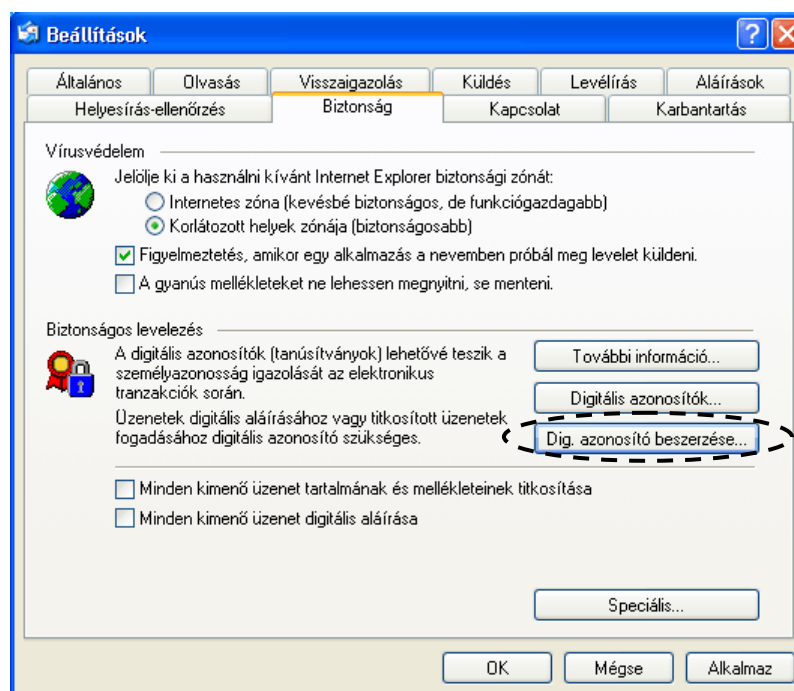 Beállítások
Általános Olvasás Visszaigazolás Küldés Levélírás Aláírások
Helyesírás-ellenőrzés Biztonság Kapcsolat Karbantartás
Vírusvédelem
Jelölje ki a használni kívánt Internet Explorer biztonsági zónát:
Internetes zóna (kevésbé biztonságos, de funkciógazdagabb)
Korlátozott helyek zónája (biztonságosabb)
Figyelmeztetés, amikor egy alkalmazás a nevemben próbál meg levelet küldeni.
A gyanús mellékleteket ne lehessen megnyitni, se menteni.
Biztonságos levelezés
A digitális azonosítók (tanúsítványok) lehetővé teszik a
személyazonosság igazolását az elektronikus
tranzakciók során.
További információ...
Digitális azonosítók...
Üzenetek digitális aláírásához vagy titkosított üzenetek
fogadásához digitális azonosító szükséges.
Dig. azonosító beszerzése...
Minden kimenő üzenet tartalmának és mellékleteinek titkosítása
Minden kimenő üzenet digitális aláírása
Speciális...
OK Mégse Alkalmaz